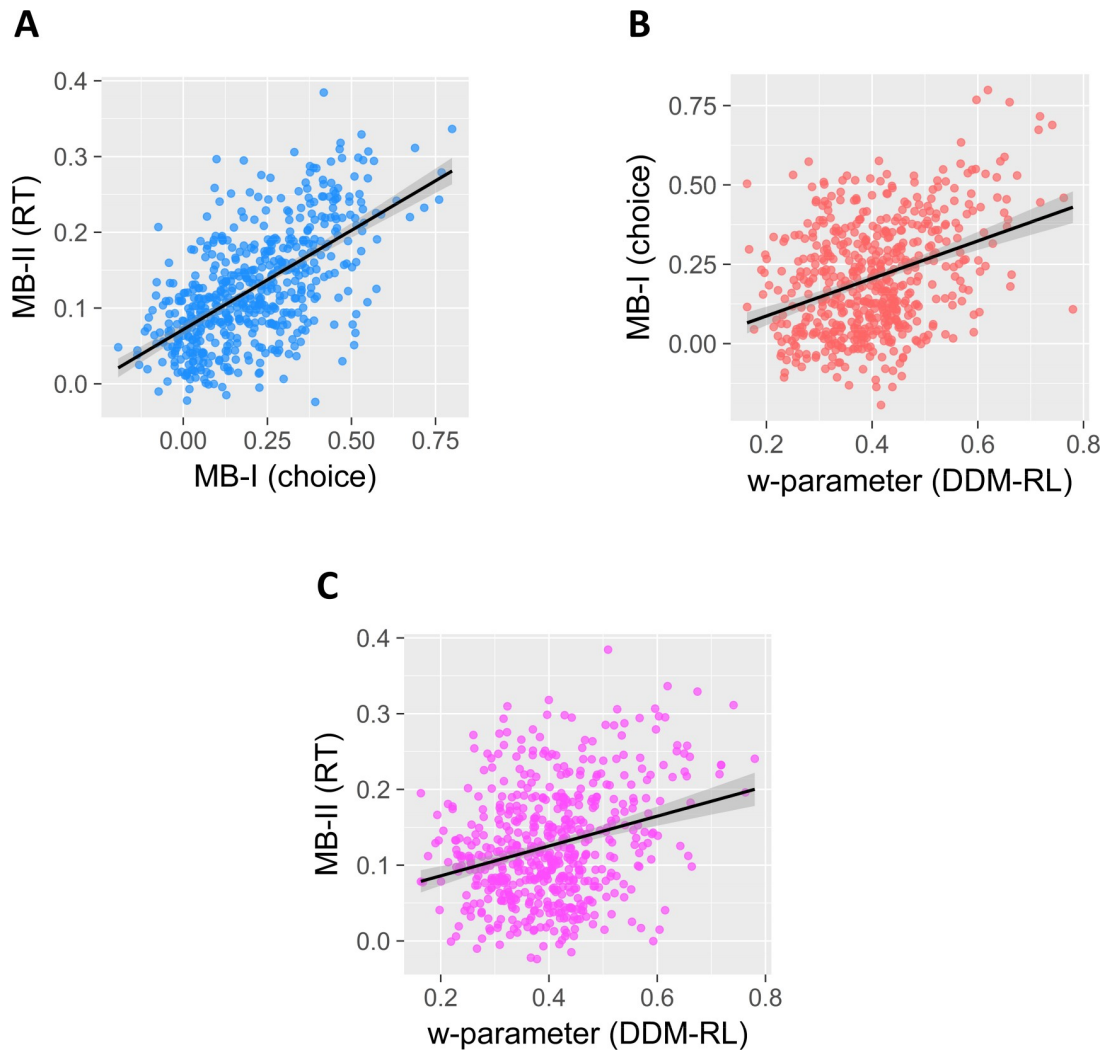 A
0.4
0.3
0.2
0.1
0.0
MB-II (RT)
0.00 0.25 0.50 0.75
MB-I (choice)
B
0.75
0.50
0.25
0.00
MB-I (choice)
0.2 0.4 0.6 0.8
w-parameter (DDM-RL)
C
0.4
0.3
0.2
0.1
0.0
MB-II (RT)
0.2 0.4 0.6 0.8
w-parameter (DDM-RL)